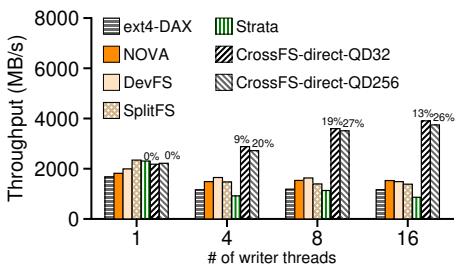 8000
6000
4000
2000
0
Throughput (MB/s)
ext4-DAX
NOVA
DevFS
SplitFS
Strata
CrossFS-direct-QD32
CrossFS-direct-QD256
0% 0%
9% 20%
19% 27%
13% 26%
1 4 8 16
# of writer threads